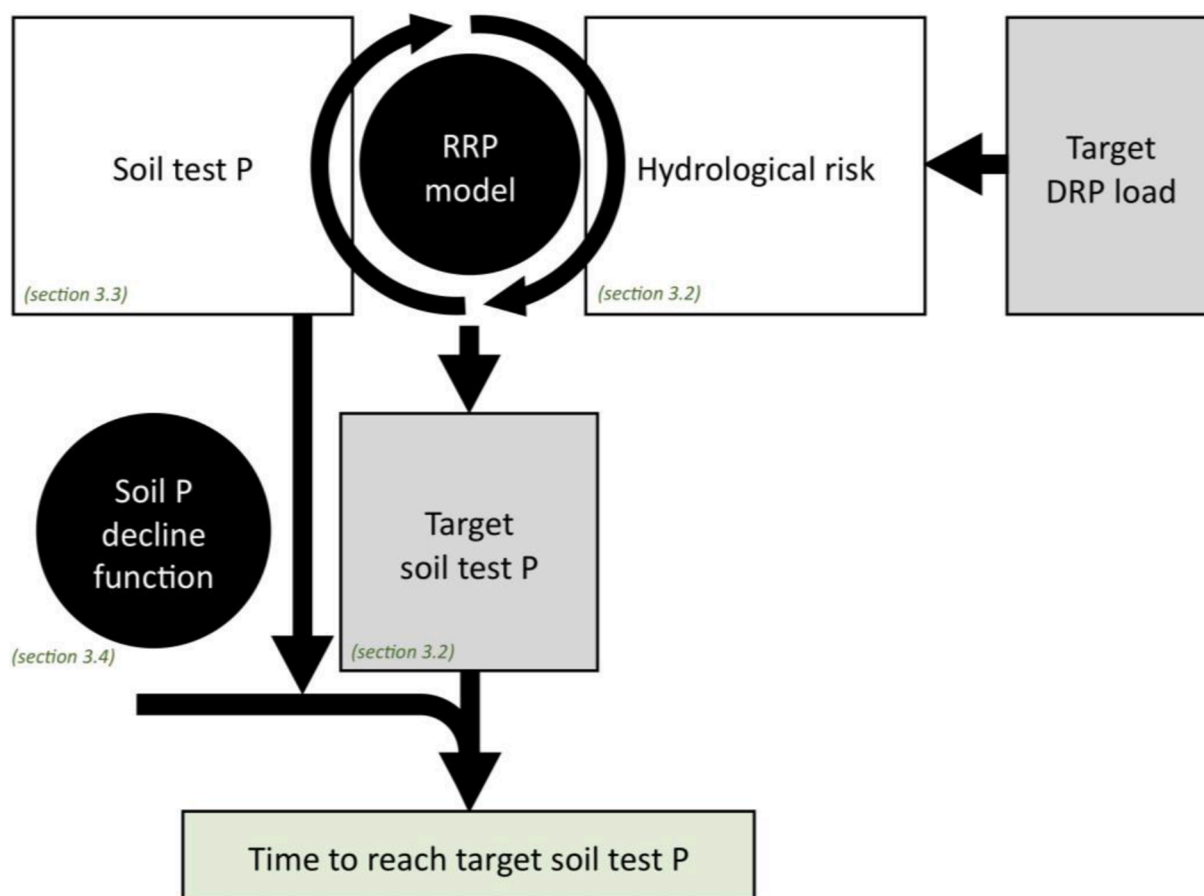 Soil test P
(section 3.3)
RRP
model
Hydrological risk
(section 3.2)
Target
DRP load
Soil P
decline
function
(section 3.4)
Target
soil test P
(section 3.2)
Time to reach target soil test P